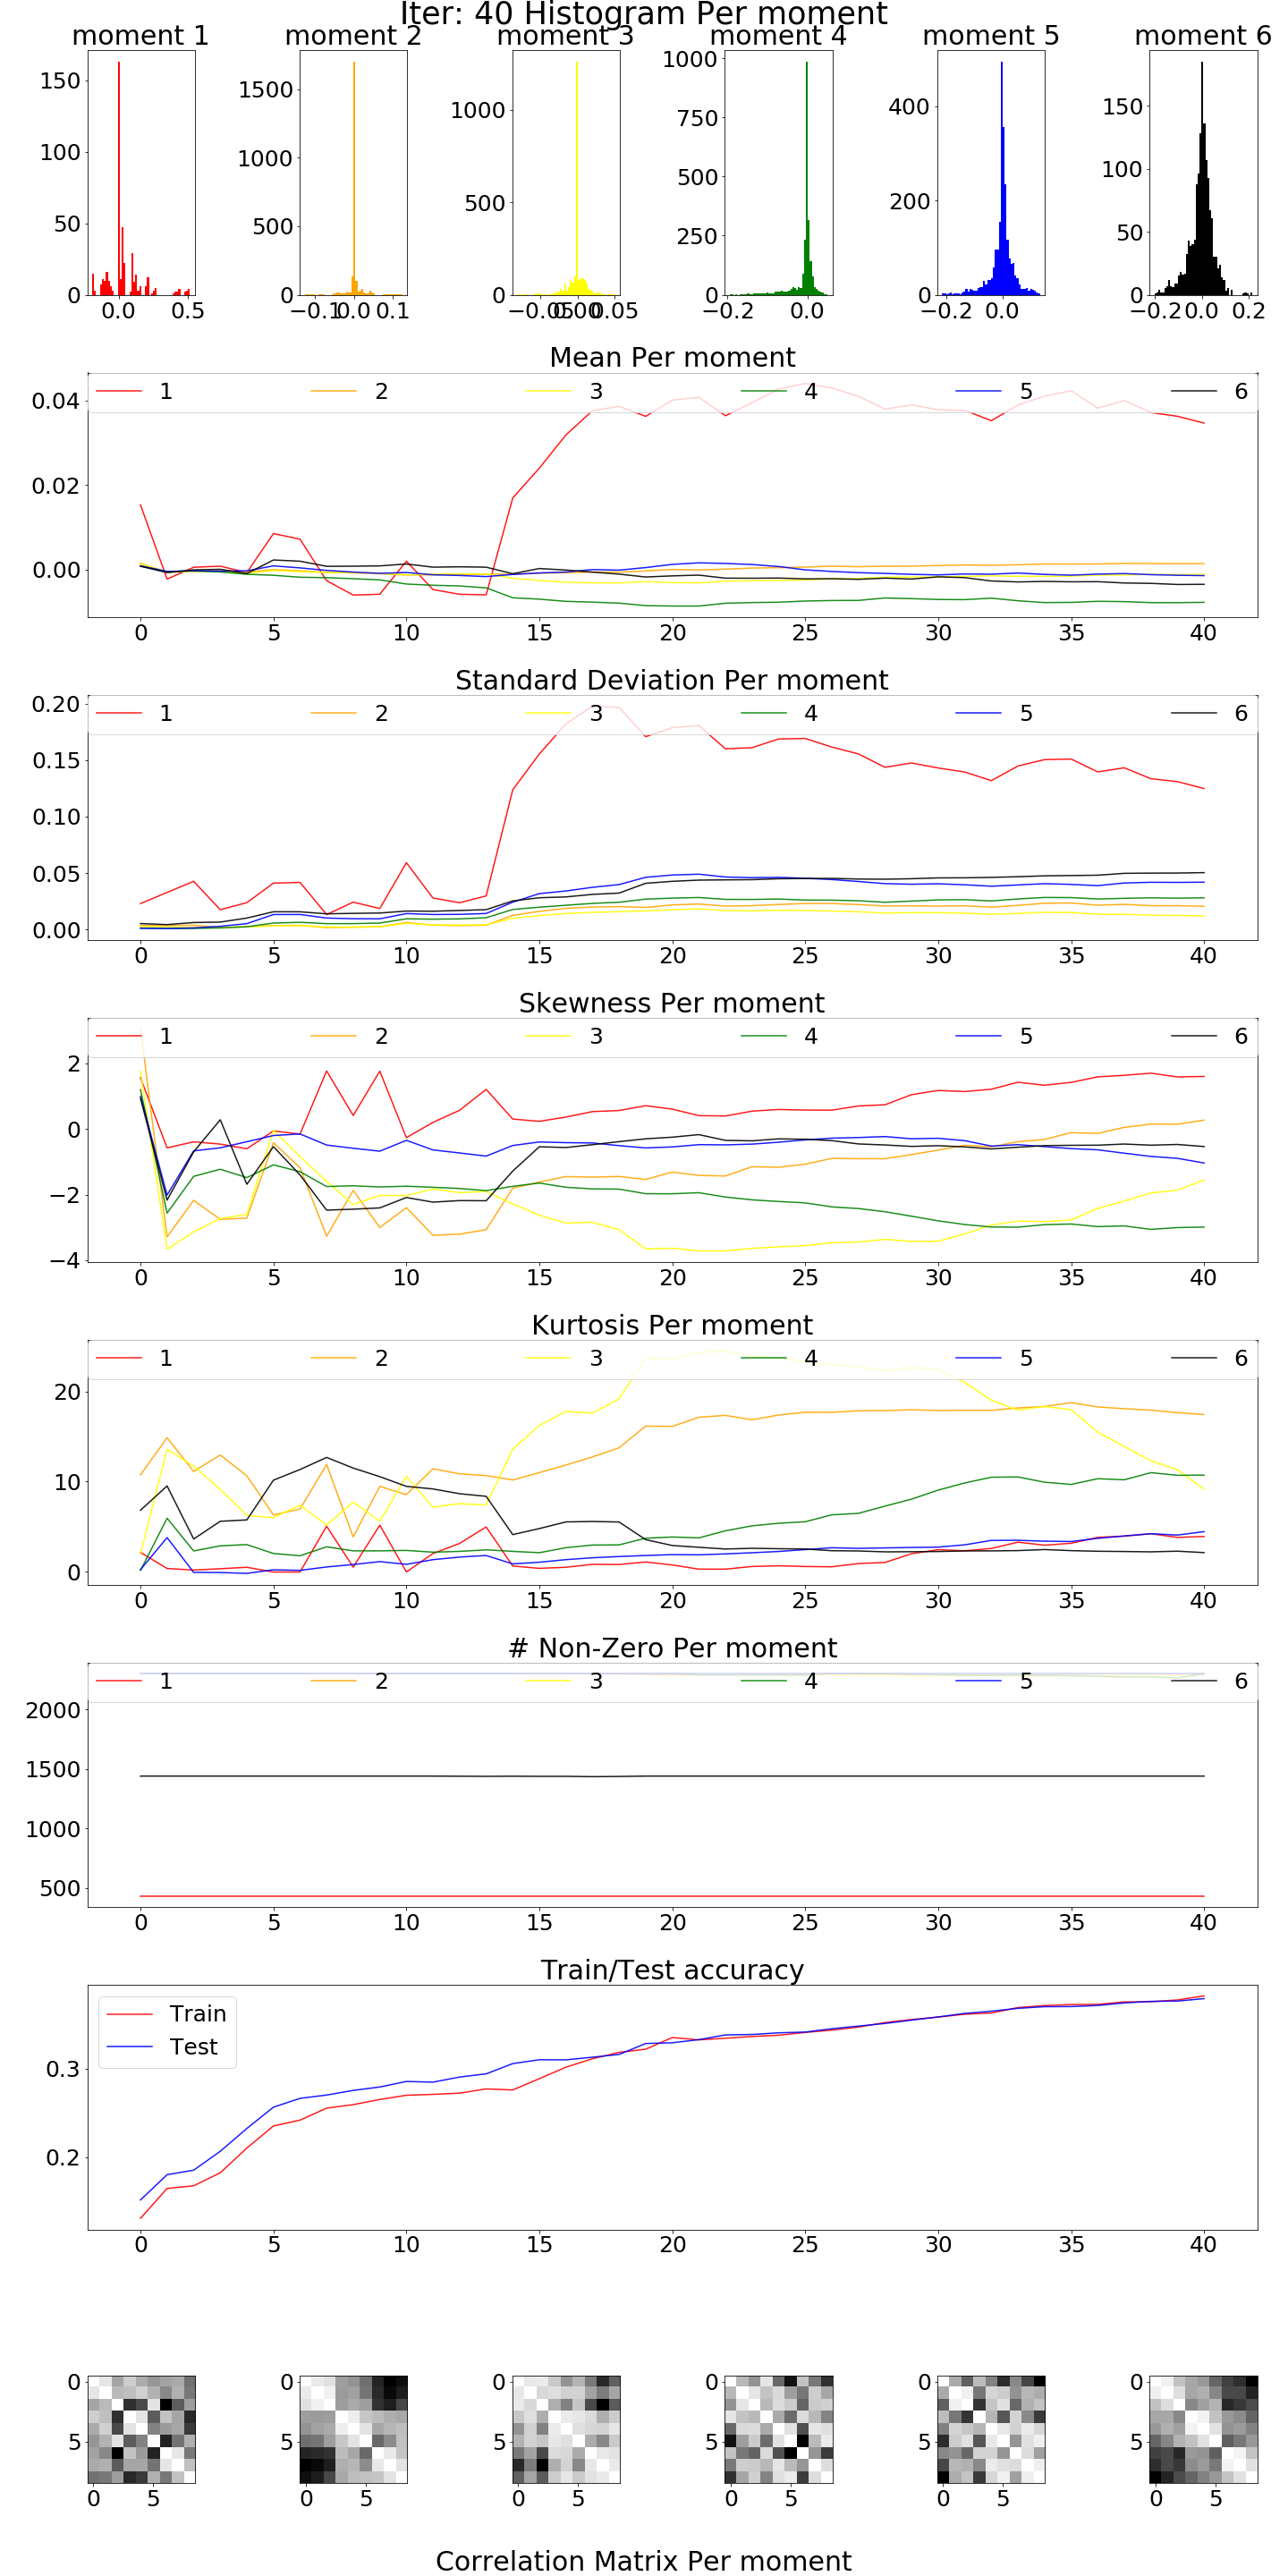 Iter: 40 Histogram Per moment
moment 1 moment 2 moment 3 moment 4 moment 5 moment 6
150 100 50 0
0.0 0.5
1500 1000 500 0
−0.1 0.0 0.1
1000 500 0
−0.05 0.00 0.05
1000 750 500 250 0
−0.2 0.0
400 200 0
−0.2 0.0
150 100 50 0
−0.2 0.0 0.2
Mean Per moment
1 2 3 4 5 6
0.04
0.02
0.00
0 5 10 15 20 25 30 35 40
Standard Deviation Per moment
1 2 3 4 5 6
0.20
0.15
0.10
0.05
0.00
0 5 10 15 20 25 30 35 40
Skewness Per moment
1 2 3 4 5 6
2
0
−2
−4
0 5 10 15 20 25 30 35 40
Kurtosis Per moment
1 2 3 4 5 6
20
10
0
0 5 10 15 20 25 30 35 40
# Non-Zero Per moment
1 2 3 4 5 6
2000
1500
1000
500
0 5 10 15 20 25 30 35 40
Train/Test accuracy
Train
Test
0.3
0.2
0 5 10 15 20 25 30 35 40
0 0 0 0 0 0
5 5 5 5 5 5
0 5 0 5 0 5 0 5 0 5 0 5
Correlation Matrix Per moment